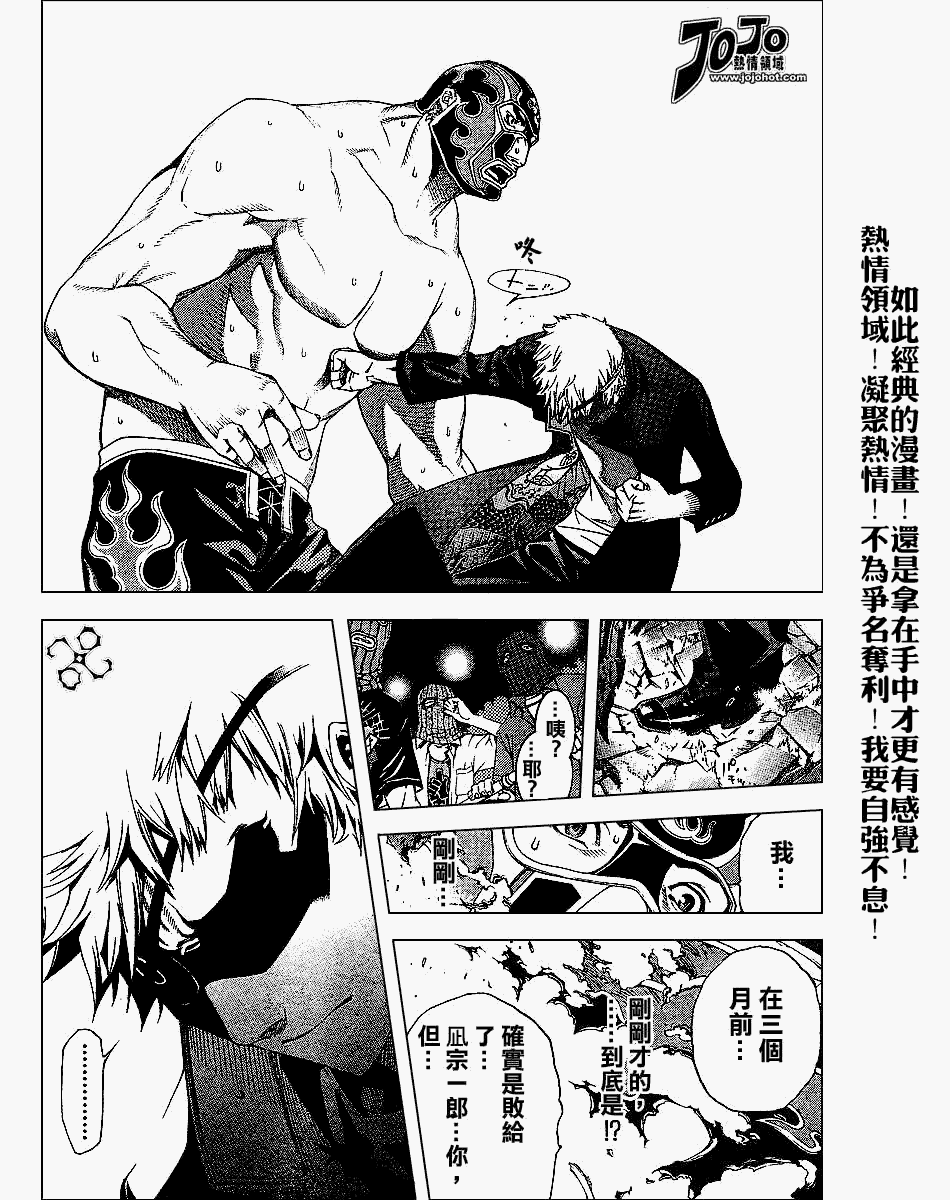 JOJO
熱情領域
www.jojohot.com
咚
ドニッ
如此經典的漫畫！還是拿在手中才更有感覺！
熱情領域！凝聚熱情！不為爭名奪利！我要自強不息！
…咦？
…耶？
我…
剛剛…
在三個
月前…
剛剛才的，
……到底是!?
確實是敗給
了…
凪宗一郎…你，
但…
…………